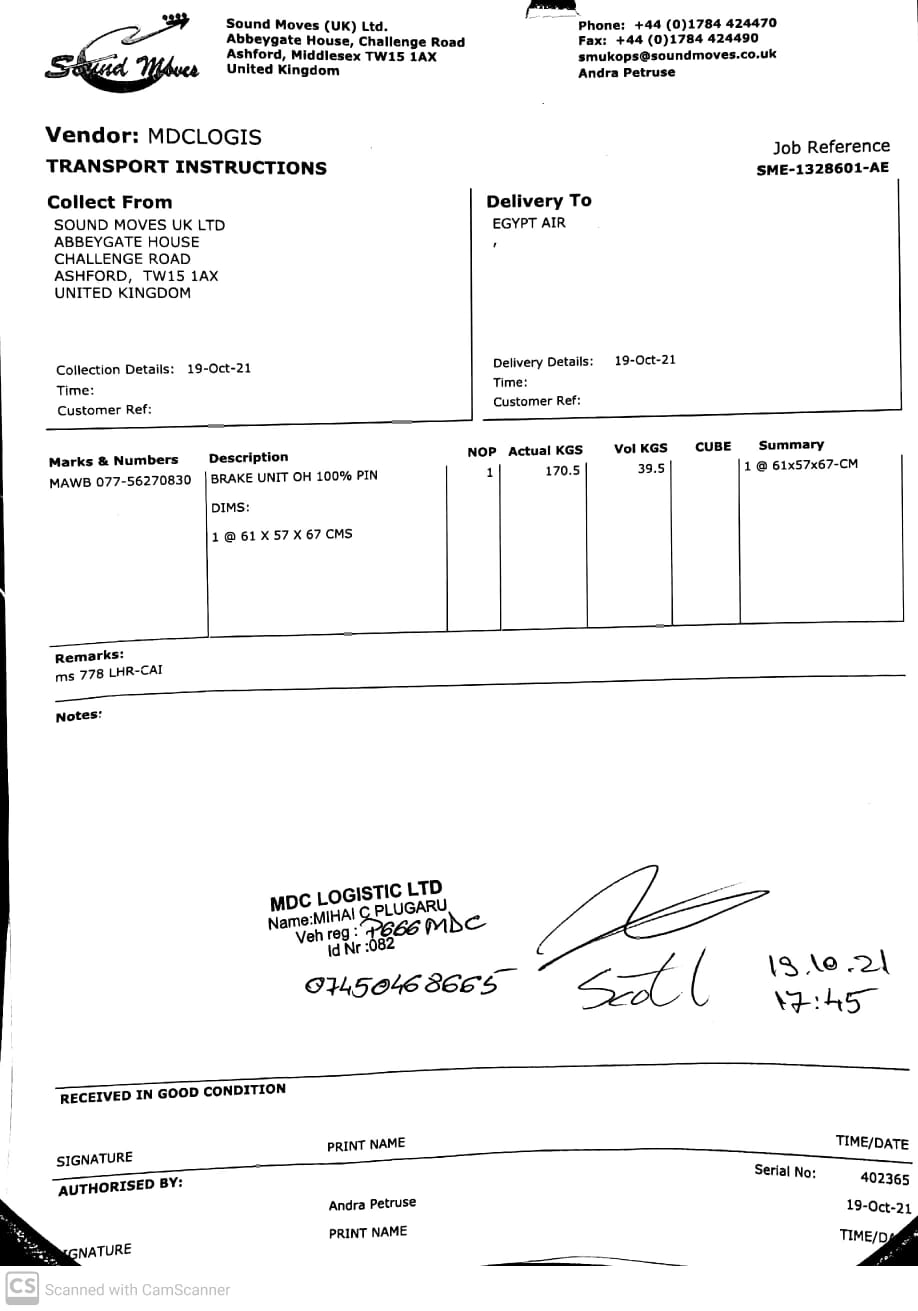 Sound Moves
Sound Moves (UK) Ltd.
Abbeygate House, Challenge Road
Ashford, Middlesex TW15 1AX
United Kingdom
Phone: +44 (0)1784 424470
Fax: +44 (0)1784 424490
smukops@soundmoves.co.uk
Andra Petruse
Vendor: MDCLOGIS
TRANSPORT INSTRUCTIONS
Job Reference
SME-1328601-AE
Collect From
SOUND MOVES UK LTD
ABBEYGATE HOUSE
CHALLENGE ROAD
ASHFORD, TW15 1AX
UNITED KINGDOM
Collection Details: 19-Oct-21
Time:
Customer Ref:
Delivery To
EGYPT AIR
,
Delivery Details: 19-Oct-21
Time:
Customer Ref:
Marks & Numbers Description NOP Actual KGS Vol KGS CUBE Summary
MAWB 077-56270830 BRAKE UNIT OH 100% PIN 1 170.5 39.5 1 @ 61x57x67-CM
DIMS:
1 @ 61 X 57 X 67 CMS
Remarks:
ms 778 LHR-CAI
Notes:
MDC LOGISTIC LTD
Name:MIHAI C PLUGARU
Veh reg : P666 MDC
Id Nr :082
07450468665
19.10.21
17:45
RECEIVED IN GOOD CONDITION
SIGNATURE PRINT NAME TIME/DATE
AUTHORISED BY: Serial No: 402365
Andra Petruse 19-Oct-21
PRINT NAME
CS Scanned with CamScanner